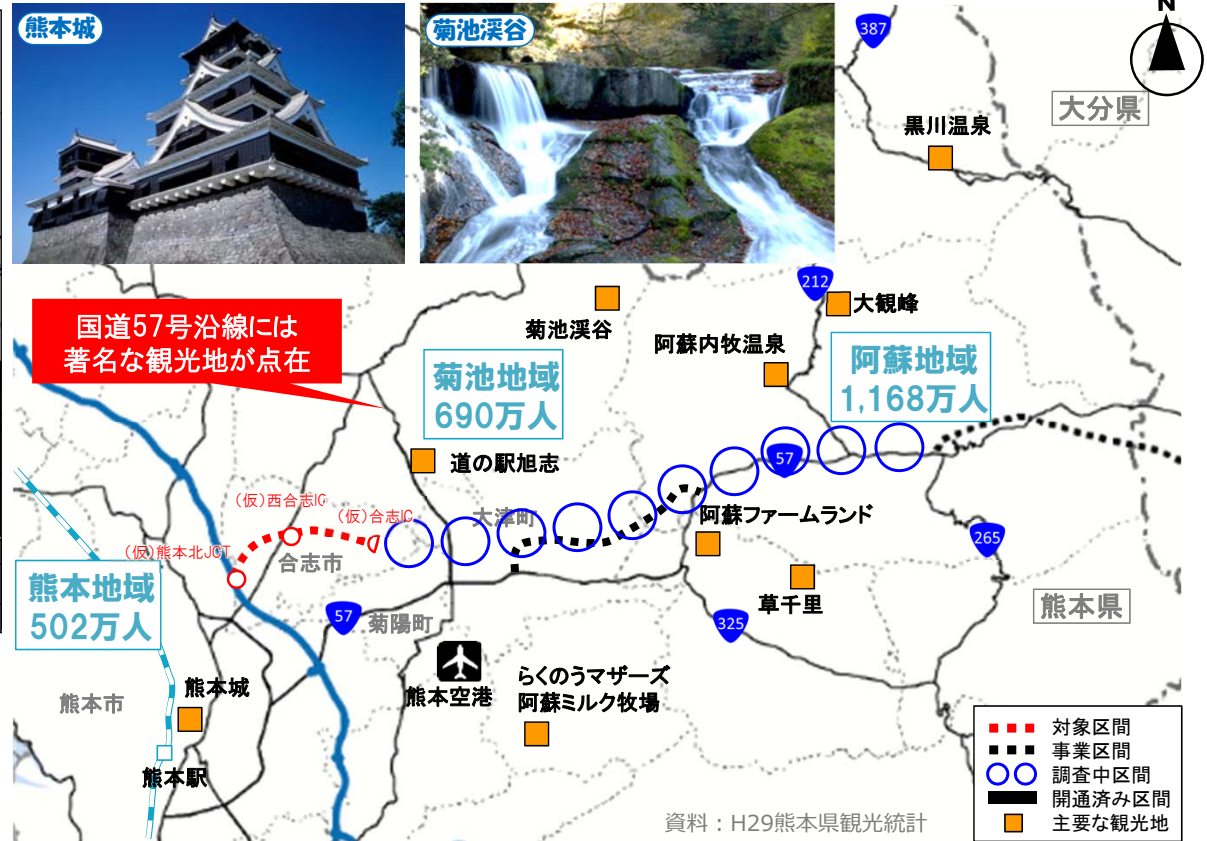 熊本城
菊池渓谷
N
387
大分県
黒川温泉
212
大観峰
菊池渓谷
阿蘇内牧温泉
国道57号沿線には
著名な観光地が点在
菊池地域
690万人
阿蘇地域
1,168万人
道の駅旭志
57
(仮)西合志IC
(仮)合志IC
大津町
阿蘇ファームランド
(仮)熊本北JCT
合志市
265
熊本地域
502万人
草千里
熊本県
57
菊陽町
325
熊本空港
らくのうマザーズ
阿蘇ミルク牧場
熊本市
熊本城
熊本駅
対象区間
事業区間
調査中区間
開通済み区間
主要な観光地
資料：H29熊本県観光統計